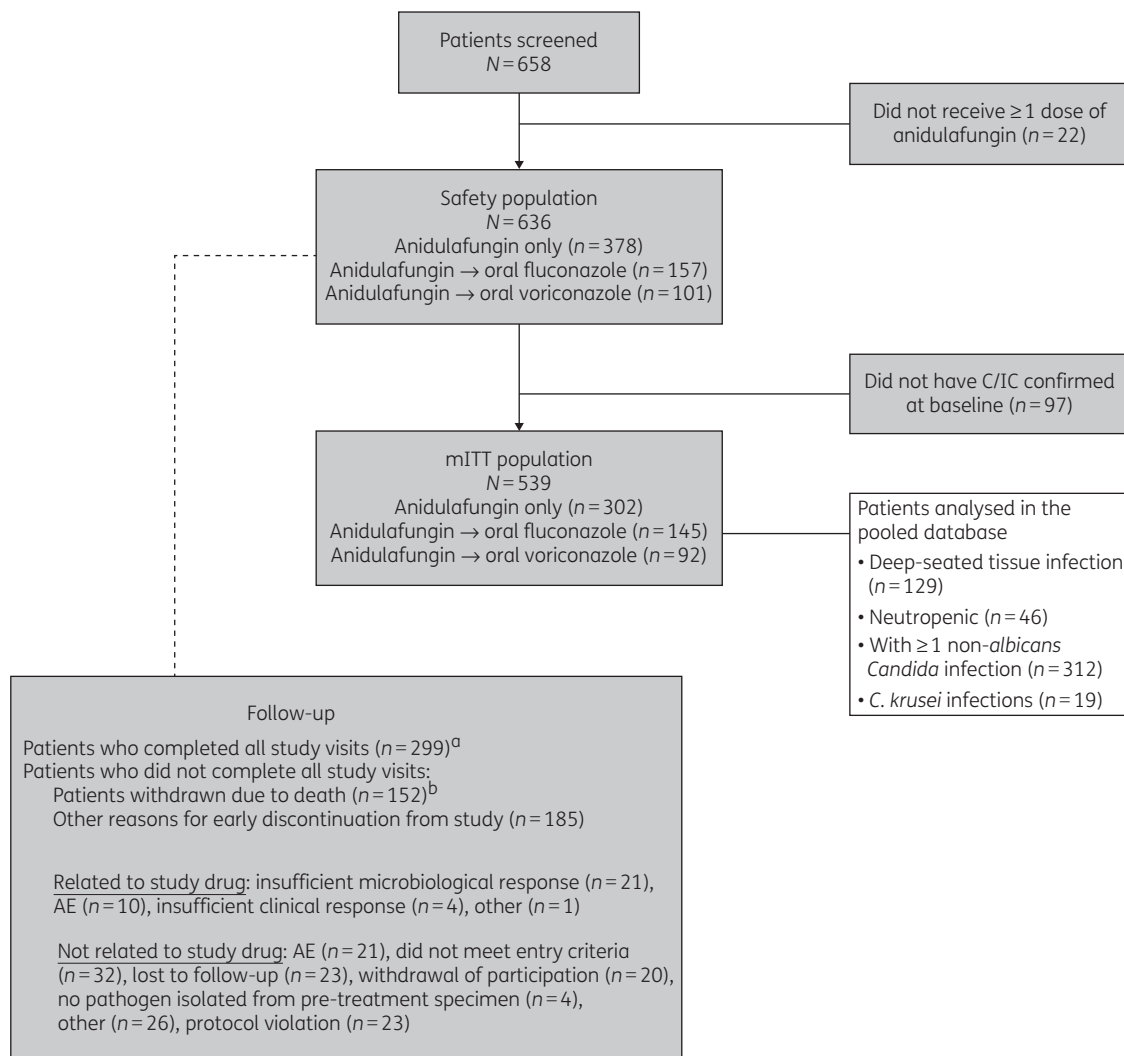 Patients screened
N = 658
Did not receive ≥ 1 dose of
anidulafungin (n = 22)
Safety population
N = 636
Anidulafungin only (n = 378)
Anidulafungin → oral fluconazole (n = 157)
Anidulafungin → oral voriconazole (n = 101)
Did not have C/IC confirmed
at baseline (n = 97)
mITT population
N = 539
Anidulafungin only (n = 302)
Anidulafungin → oral fluconazole (n = 145)
Anidulafungin → oral voriconazole (n = 92)
Patients analysed in the
pooled database
• Deep-seated tissue infection
(n = 129)
• Neutropenic (n = 46)
• With ≥ 1 non-albicans
Candida infection (n = 312)
• C. krusei infections (n = 19)
Follow-up
Patients who completed all study visits (n = 299)a
Patients who did not complete all study visits:
Patients withdrawn due to death (n = 152)b
Other reasons for early discontinuation from study (n = 185)
Related to study drug: insufficient microbiological response (n = 21),
AE (n = 10), insufficient clinical response (n = 4), other (n = 1)
Not related to study drug: AE (n = 21), did not meet entry criteria
(n = 32), lost to follow-up (n = 23), withdrawal of participation (n = 20),
no pathogen isolated from pre-treatment specimen (n = 4),
other (n = 26), protocol violation (n = 23)